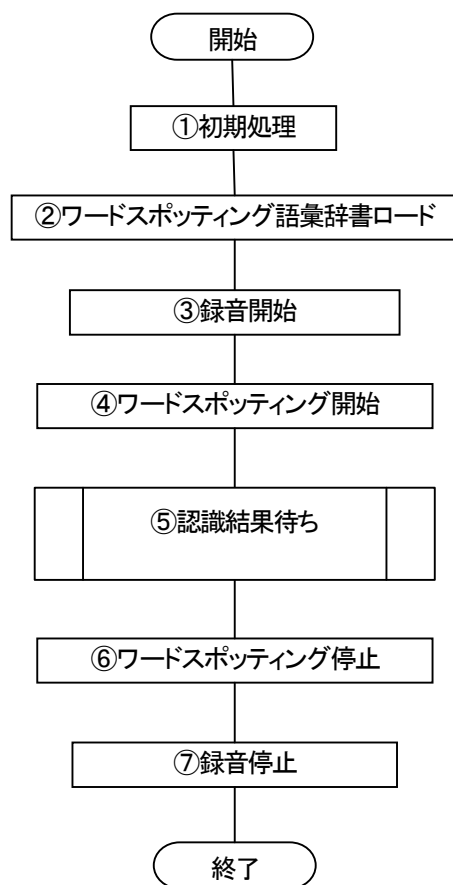 開始
①初期処理
②ワードスポッティング語彙辞書ロード
③録音開始
④ワードスポッティング開始
⑤認識結果待ち
⑥ワードスポッティング停止
⑦録音停止
終了